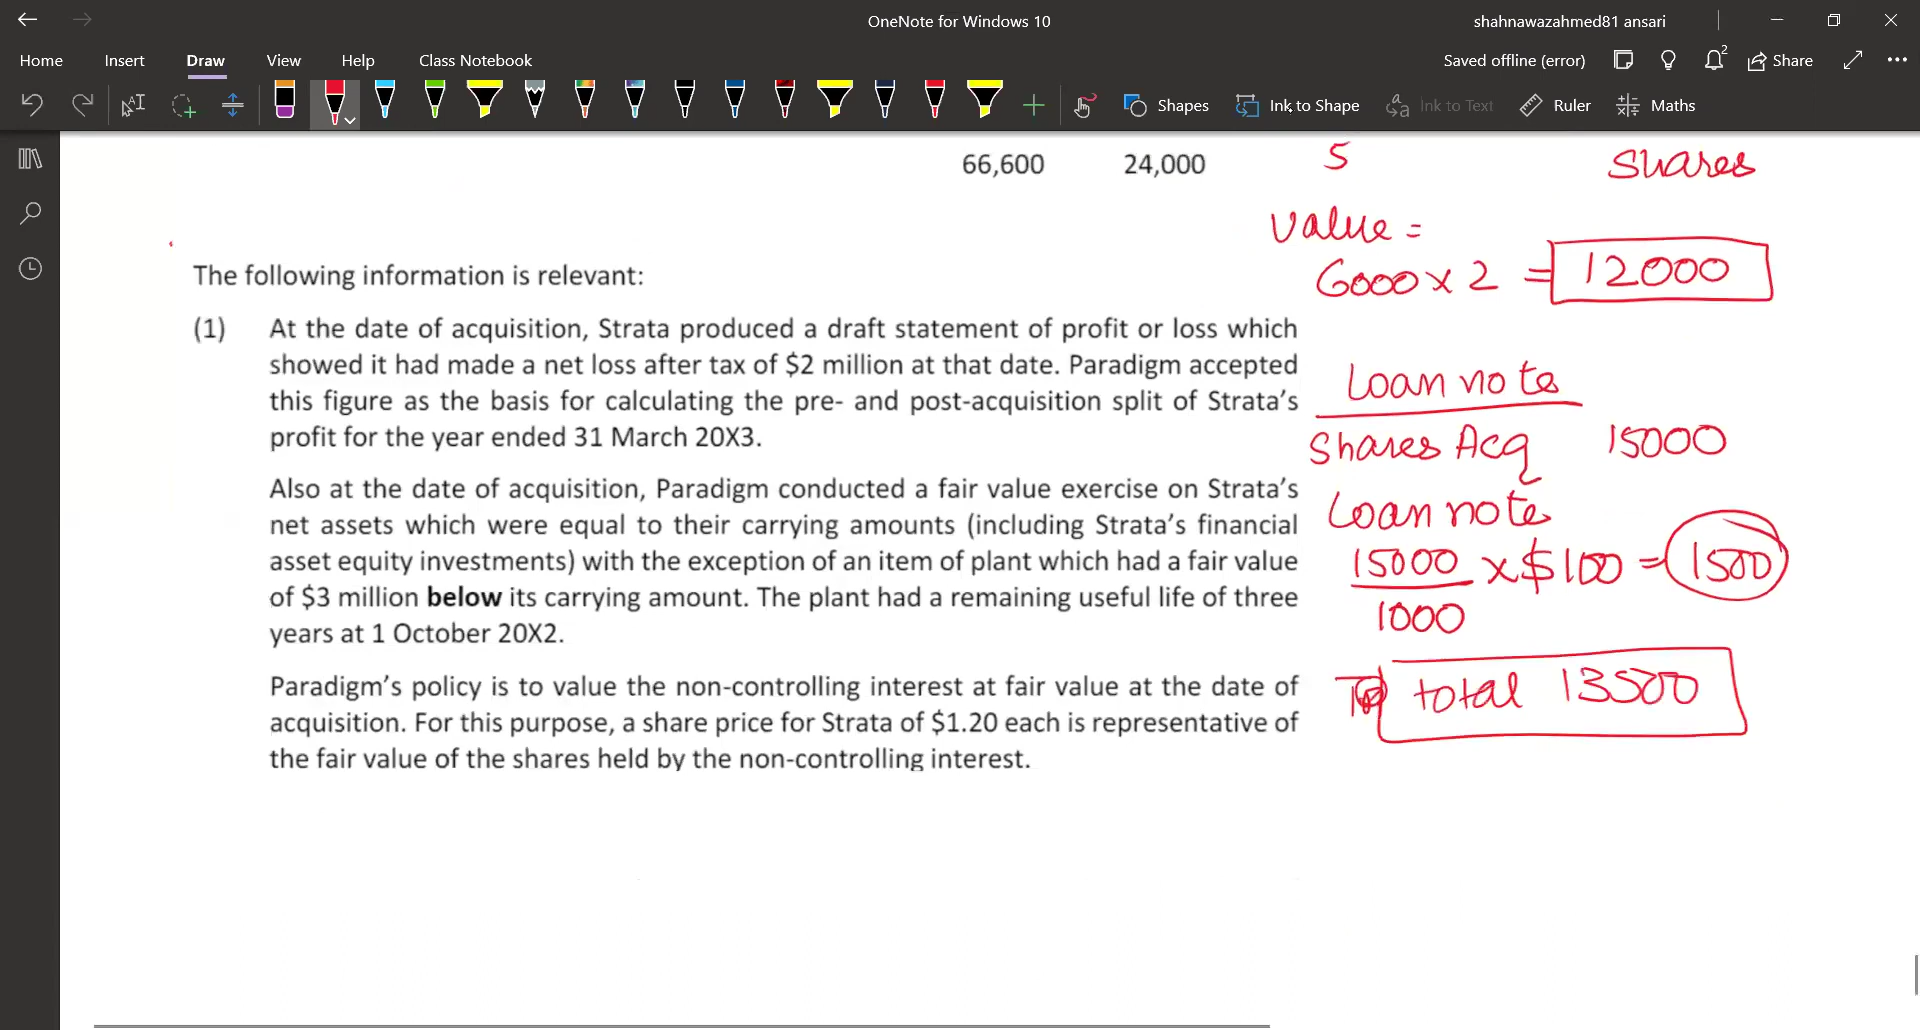 OneNote for Windows 10
shahnawazahmed81 ansari
Home Insert Draw View Help Class Notebook
Saved offline (error) 2 Share
Shapes Ink to Shape Ink to Text Ruler Maths
66,600 24,000
5 shares
value =
6000 x 2 = 12000
The following information is relevant:
(1) At the date of acquisition, Strata produced a draft statement of profit or loss which
showed it had made a net loss after tax of $2 million at that date. Paradigm accepted
this figure as the basis for calculating the pre- and post-acquisition split of Strata's
profit for the year ended 31 March 20X3.
Also at the date of acquisition, Paradigm conducted a fair value exercise on Strata's
net assets which were equal to their carrying amounts (including Strata's financial
asset equity investments) with the exception of an item of plant which had a fair value
of $3 million below its carrying amount. The plant had a remaining useful life of three
years at 1 October 20X2.
Paradigm's policy is to value the non-controlling interest at fair value at the date of
acquisition. For this purpose, a share price for Strata of $1.20 each is representative of
the fair value of the shares held by the non-controlling interest.
Loan note
Shares Acq 15000
Loan note
15000 x $100 = 1500
1000
total 13500